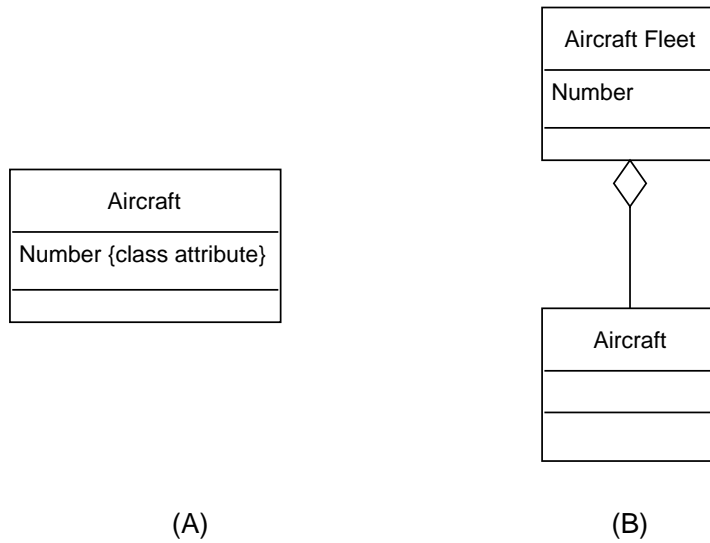 Aircraft
Number {class attribute}
(A)
Aircraft Fleet
Number
Aircraft
(B)